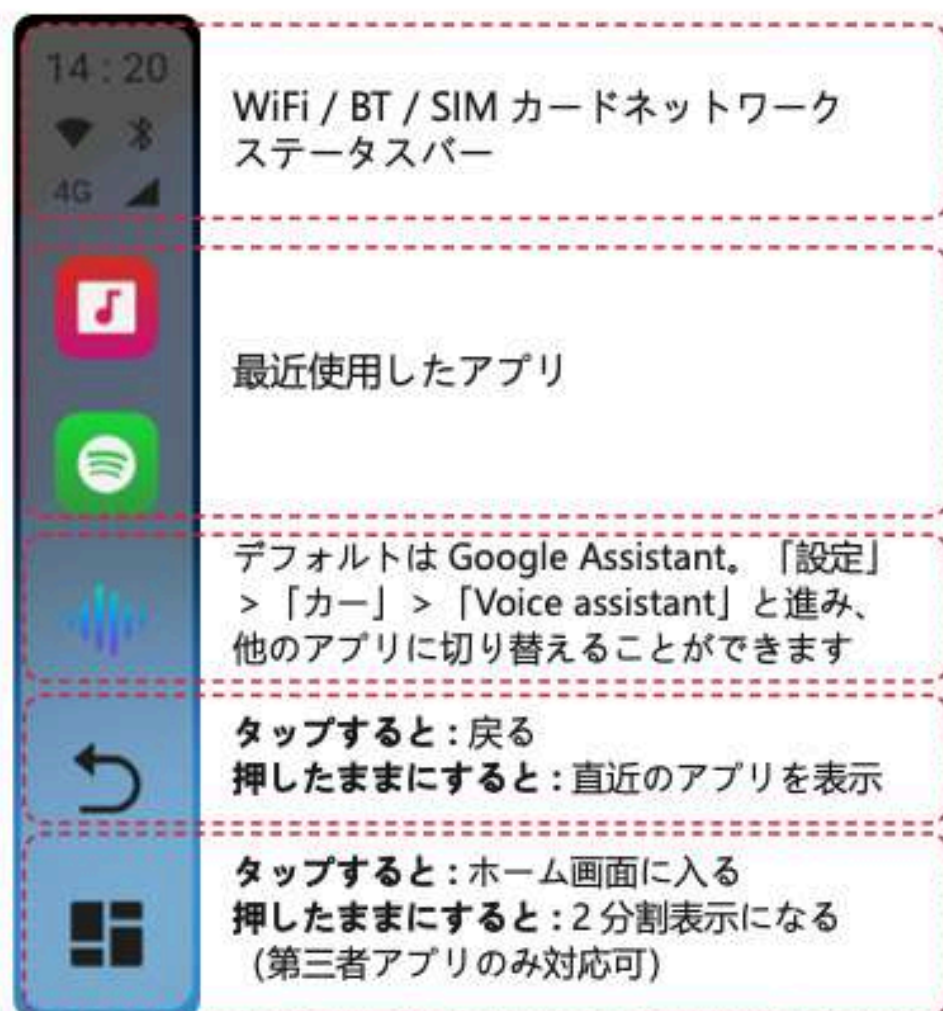 14 : 20
4G
WiFi / BT / SIM カードネットワーク
ステータスバー
最近使用したアプリ
デフォルトは Google Assistant。「設定」
>「カー」>「Voice assistant」と進み、
他のアプリに切り替えることができます
タップすると : 戻る
押したままにすると : 直近のアプリを表示
タップすると : ホーム画面に入る
押したままにすると : 2 分割表示になる
(第三者アプリのみ対応可)